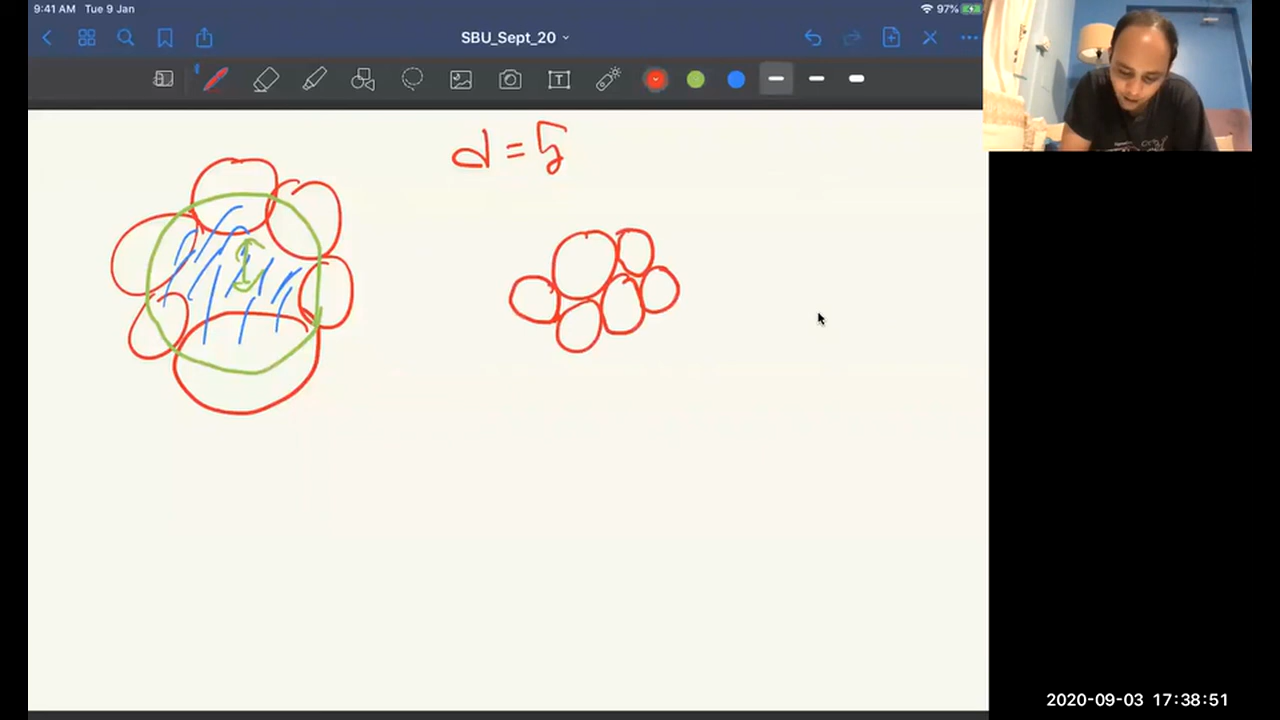 9:41 AM Tue 9 Jan
97%
SBU_Sept_20
T
d = 5
I
2020-09-03 17:38:51